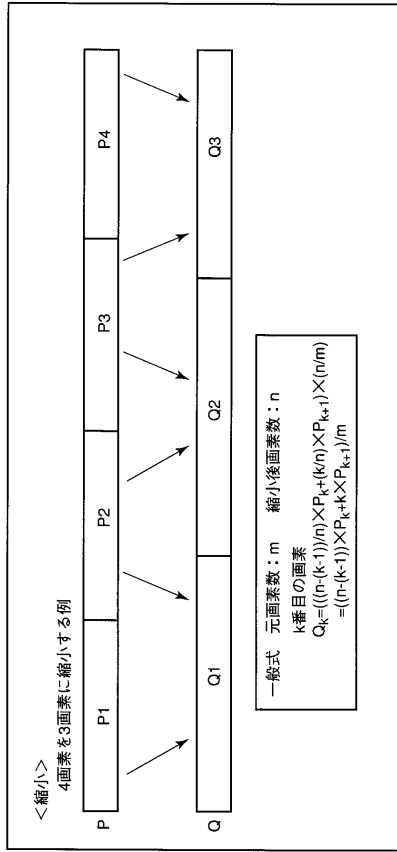 <縮小>
4画素を3画素に縮小する例
P P1 P2 P3 P4
Q Q1 Q2 Q3
一般式 元画素数:m 縮小後画素数:n
k番目の画素
Qk=(((n-(k-1))/n)×Pk+(k/n)×Pk+1)×(n/m)
=((n-(k-1))×Pk+k×Pk+1)/m